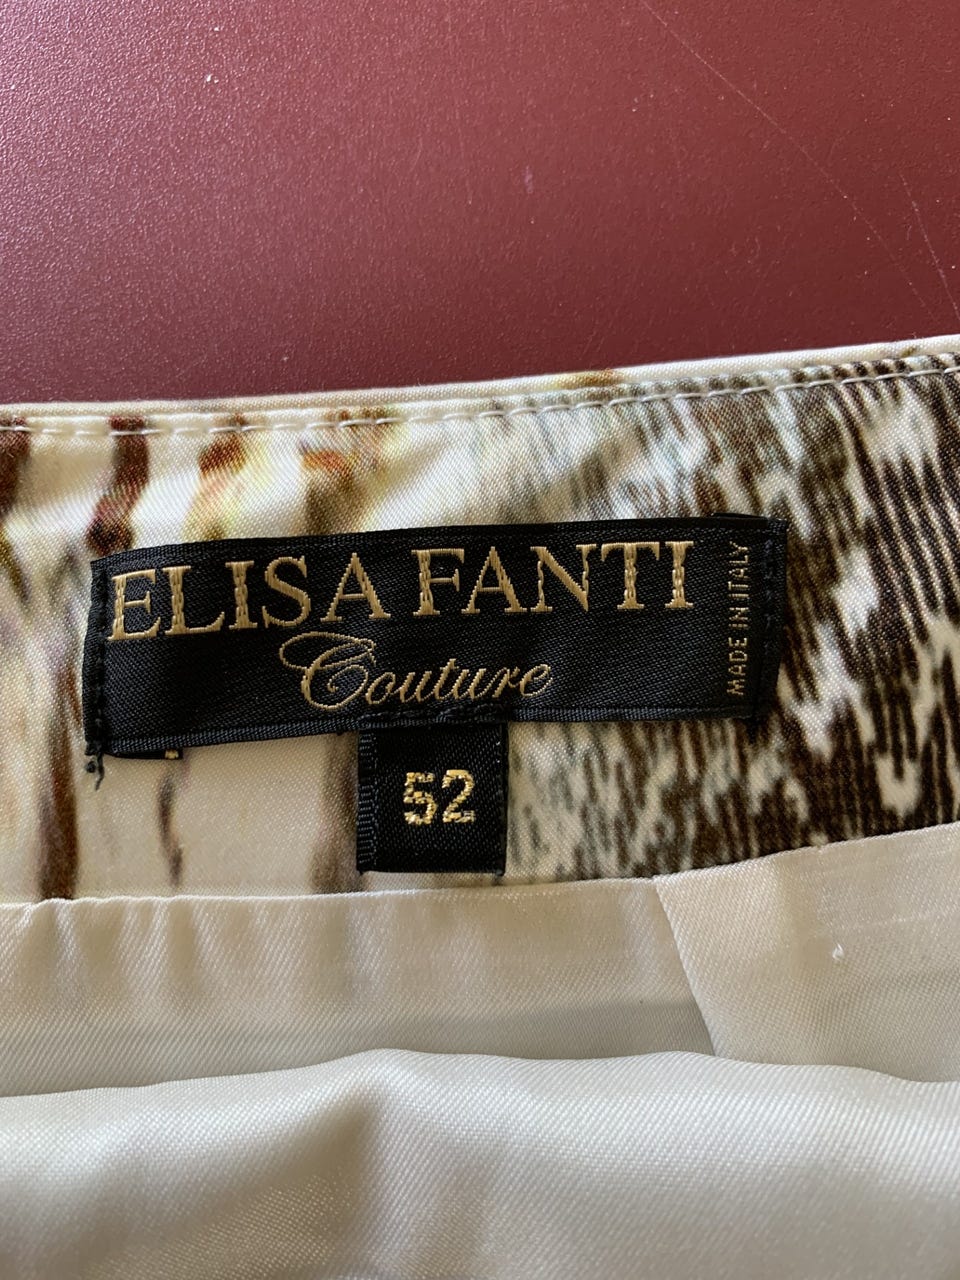 ELISA FANTI
Couture
MADE IN ITALY
52